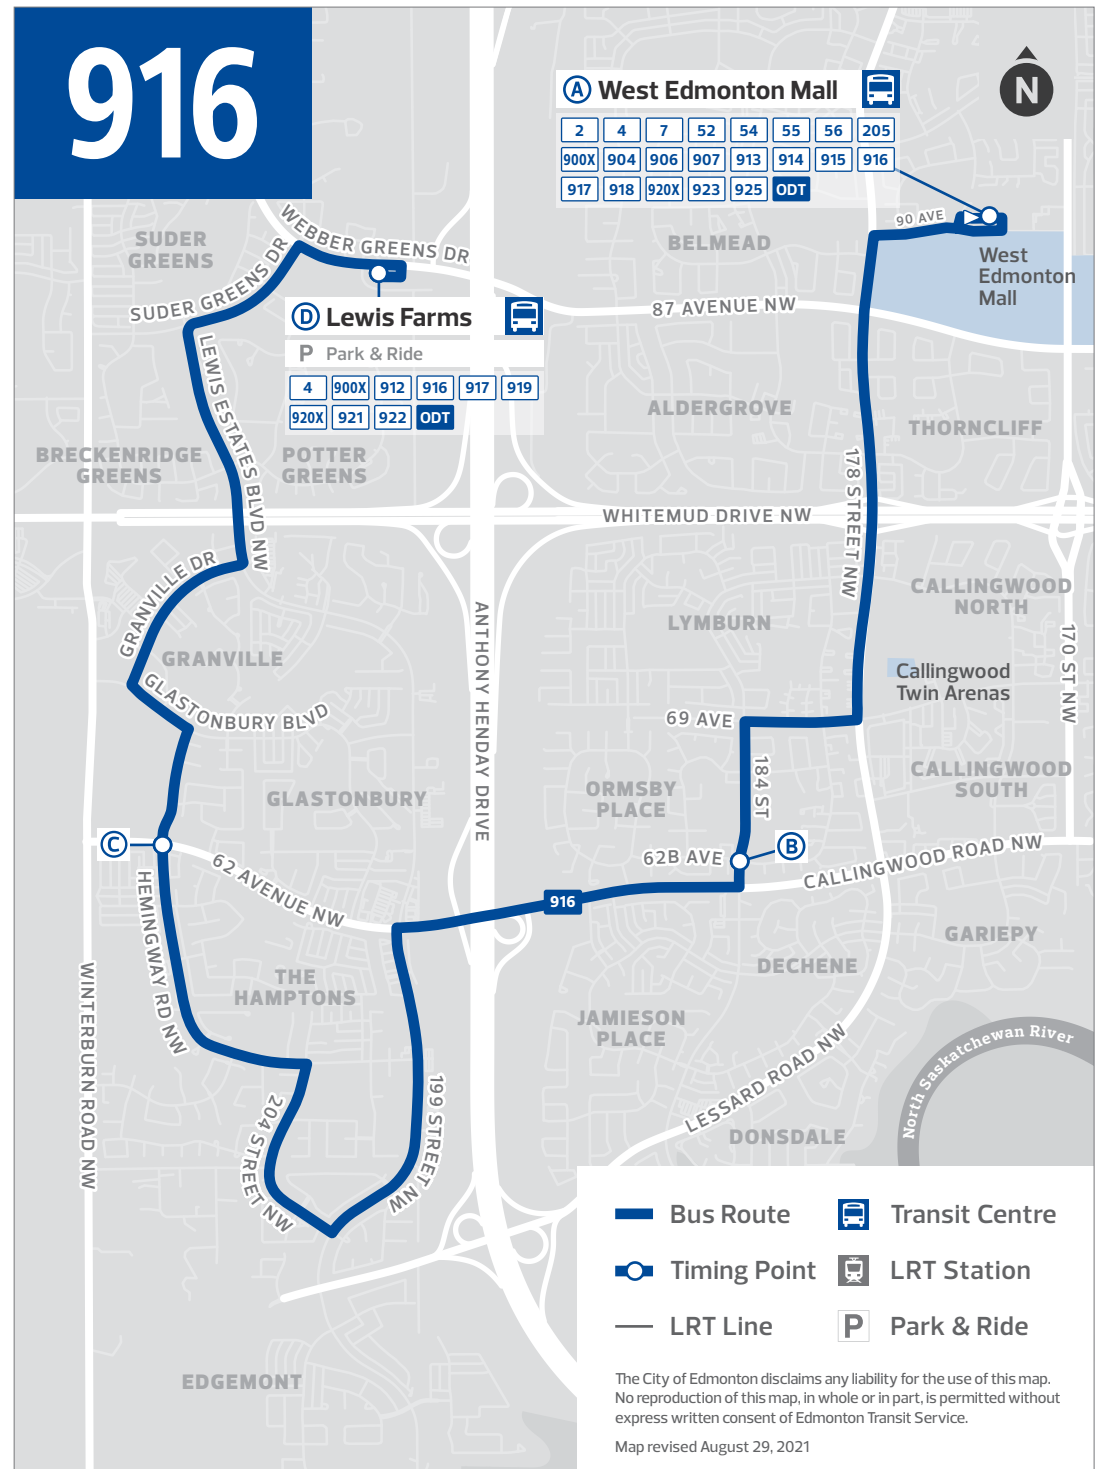 916
A West Edmonton Mall
2 4 7 52 54 55 56 205
900X 904 906 907 913 914 915 916
917 918 920X 923 925 ODT
N
90 AVE
West
Edmonton
Mall
WEBBER GREENS DR
SUDER
GREENS
SUDER GREENS DR
BELMEAD
87 AVENUE NW
D Lewis Farms
P Park & Ride
4 900X 912 916 917 919
920X 921 922 ODT
LEWIS ESTATES BLVD NW
ALDERGROVE
THORNCLIFF
BRECKENRIDGE
GREENS
POTTER
GREENS
178 STREET NW
WHITEMUD DRIVE NW
GRANVILLE DR
CALLINGWOOD
NORTH
LYMBURN
ANTHONY HENDAY DRIVE
170 ST NW
GRANVILLE
Callingwood
Twin Arenas
GLASTONBURY BLVD
69 AVE
184 ST
CALLINGWOOD
SOUTH
ORMSBY
PLACE
GLASTONBURY
C
62B AVE
B
CALLINGWOOD ROAD NW
62 AVENUE NW
HEMINGWAY RD NW
916
GARIEPY
DECHENE
THE
HAMPTONS
WINTERBURN ROAD NW
JAMIESON
PLACE
North Saskatchewan River
LESSARD ROAD NW
199 STREET NW
204 STREET NW
DONSDALE
EDGEMONT
Bus Route
Transit Centre
Timing Point
LRT Station
LRT Line
P Park & Ride
The City of Edmonton disclaims any liability for the use of this map.
No reproduction of this map, in whole or in part, is permitted without
express written consent of Edmonton Transit Service.
Map revised August 29, 2021